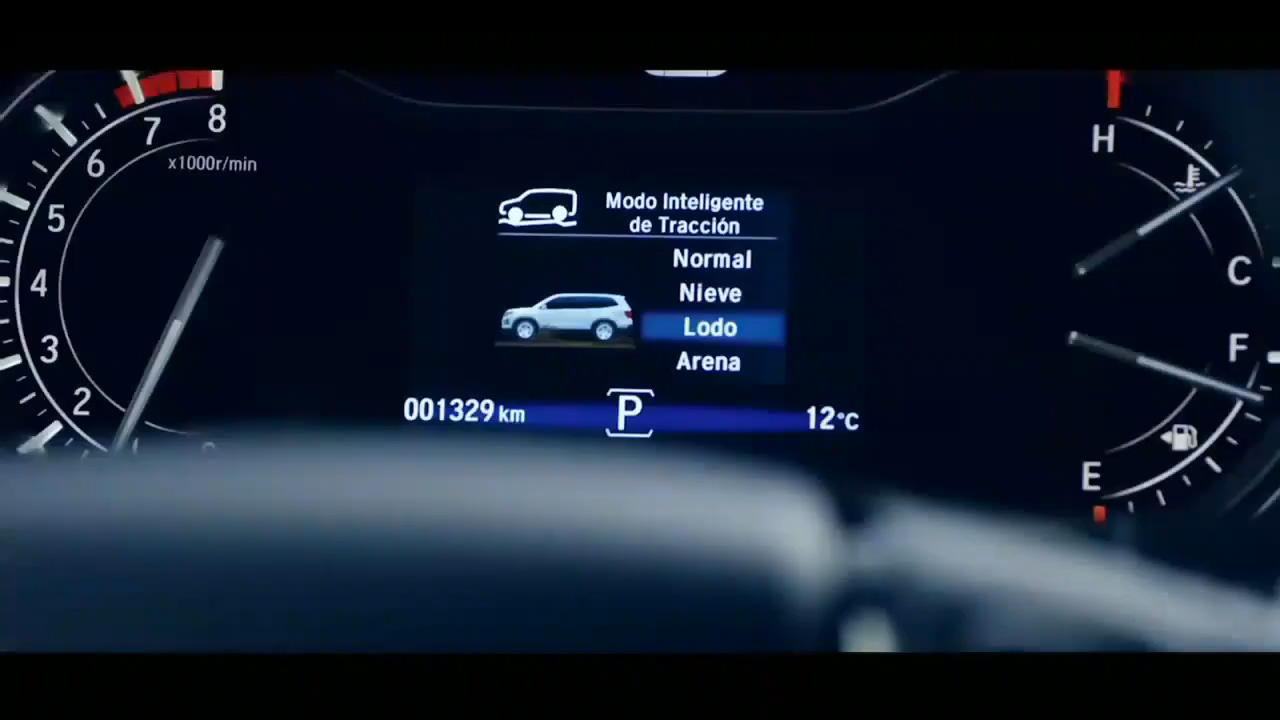 8
7
6
x1000r/min
5
4
3
2
Modo Inteligente
de Tracción
Normal
Nieve
Lodo
Arena
001329 km
P
12°C
H
C
F
E